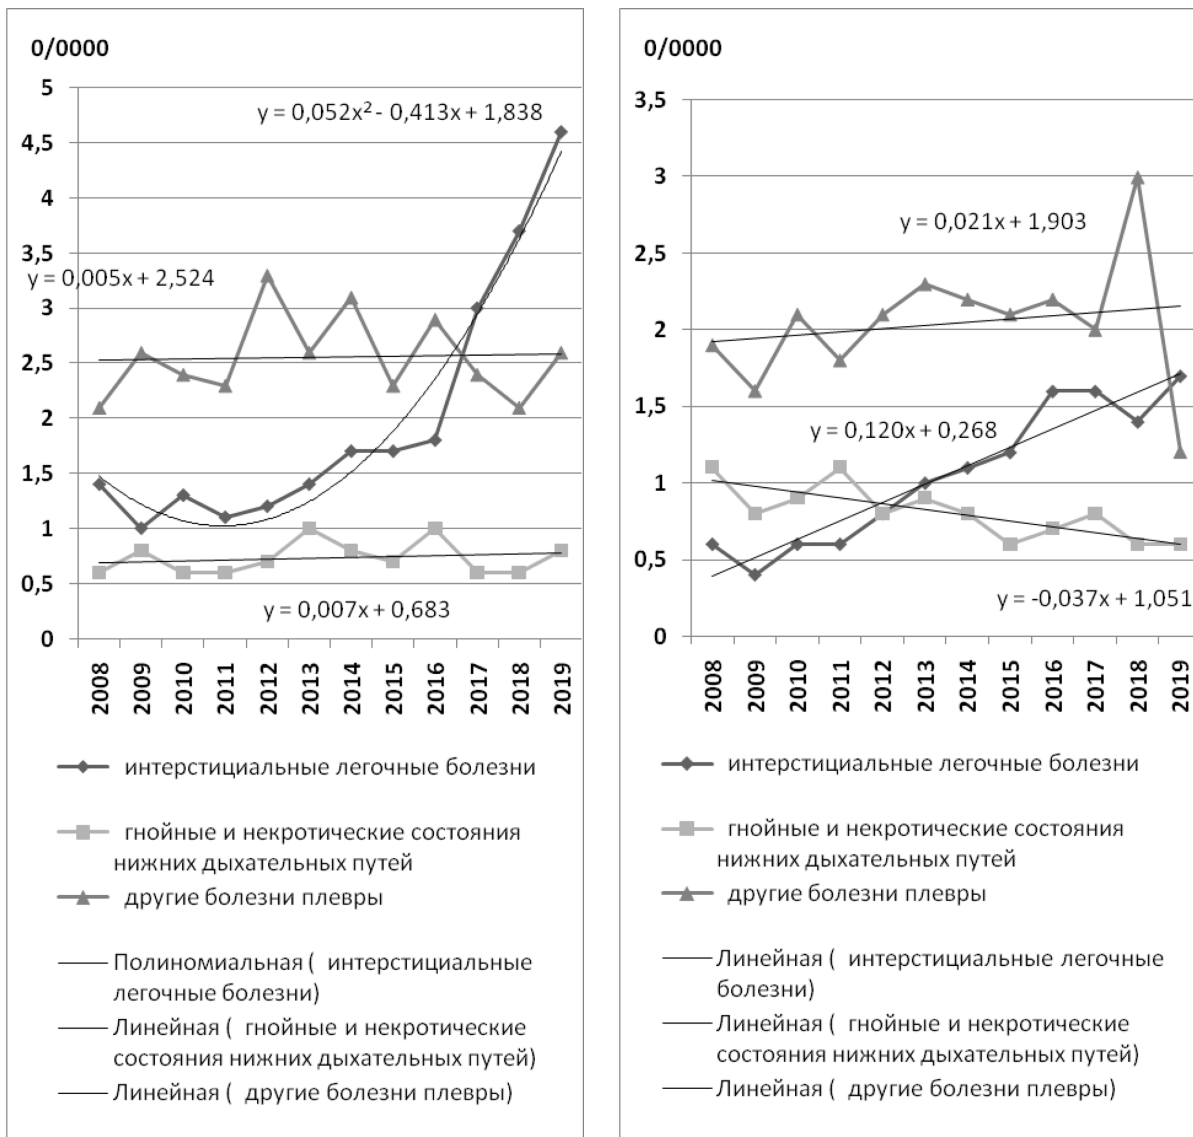 0/0000
5
y = 0,052x² - 0,413x + 1,838
4,5
4
3,5
y = 0,005x + 2,524
3
2,5
2
1,5
1
0,5
y = 0,007x + 0,683
0
2008 2009 2010 2011 2012 2013 2014 2015 2016 2017 2018 2019
интерстициальные легочные болезни
гнойные и некротические состояния
нижних дыхательных путей
другие болезни плевры
Полиномиальная ( интерстициальные
легочные болезни)
Линейная ( гнойные и некротические
состояния нижних дыхательных путей)
Линейная ( другие болезни плевры)
0/0000
3,5
3
y = 0,021x + 1,903
2,5
2
1,5
y = 0,120x + 0,268
1
0,5
y = -0,037x + 1,051
0
2008 2009 2010 2011 2012 2013 2014 2015 2016 2017 2018 2019
интерстициальные легочные болезни
гнойные и некротические состояния
нижних дыхательных путей
другие болезни плевры
Линейная ( интерстициальные легочные
болезни)
Линейная ( гнойные и некротические
состояния нижних дыхательных путей)
Линейная ( другие болезни плевры)